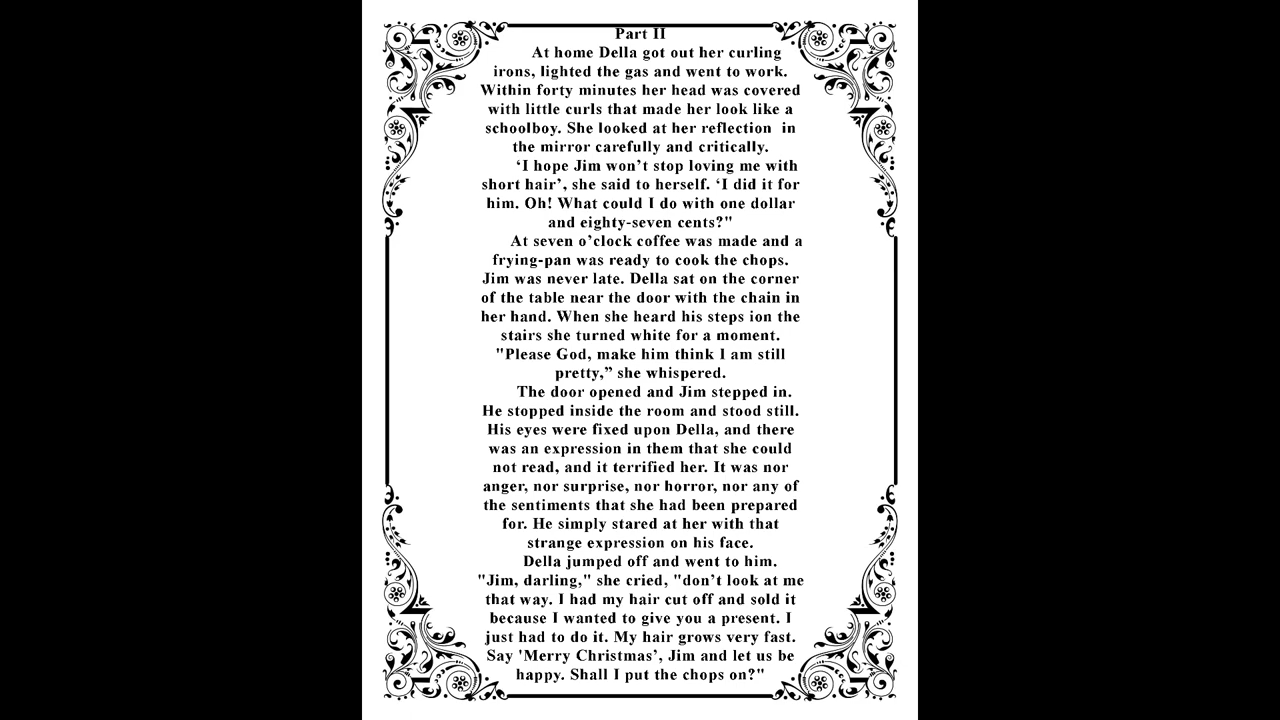 Part II
At home Della got out her curling
irons, lighted the gas and went to work.
Within forty minutes her head was covered
with little curls that made her look like a
schoolboy. She looked at her reflection  in
the mirror carefully and critically.
‘I hope Jim won’t stop loving me with
short hair’, she said to herself. ‘I did it for
him. Oh! What could I do with one dollar
and eighty-seven cents?"
At seven o’clock coffee was made and a
frying-pan was ready to cook the chops.
Jim was never late. Della sat on the corner
of the table near the door with the chain in
her hand. When she heard his steps ion the
stairs she turned white for a moment.
"Please God, make him think I am still
pretty,” she whispered.
The door opened and Jim stepped in.
He stopped inside the room and stood still.
His eyes were fixed upon Della, and there
was an expression in them that she could
not read, and it terrified her. It was nor
anger, nor surprise, nor horror, nor any of
the sentiments that she had been prepared
for. He simply stared at her with that
strange expression on his face.
Della jumped off and went to him.
"Jim, darling," she cried, "don’t look at me
that way. I had my hair cut off and sold it
because I wanted to give you a present. I
just had to do it. My hair grows very fast.
Say 'Merry Christmas’, Jim and let us be
happy. Shall I put the chops on?"